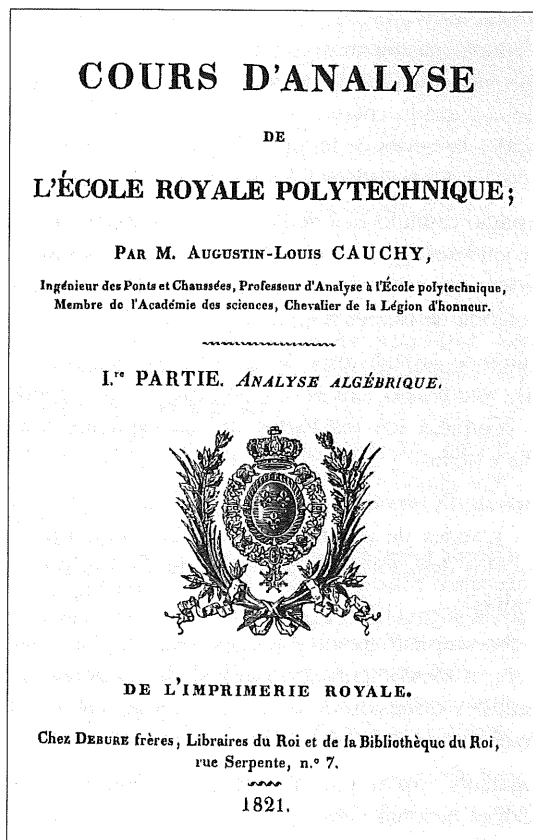 COURS D'ANALYSE
DE
L'ÉCOLE ROYALE POLYTECHNIQUE;
PAR M. AUGUSTIN-LOUIS CAUCHY,
Ingénieur des Ponts et Chaussées, Professeur d'Analyse à l'École polytechnique,
Membre de l'Académie des sciences, Chevalier de la Légion d'honneur.
I.re PARTIE. ANALYSE ALGÉBRIQUE.
DE L'IMPRIMERIE ROYALE.
Chez DEBURE frères, Libraires du Roi et de la Bibliothèque du Roi,
rue Serpente, n.º 7.
1821.